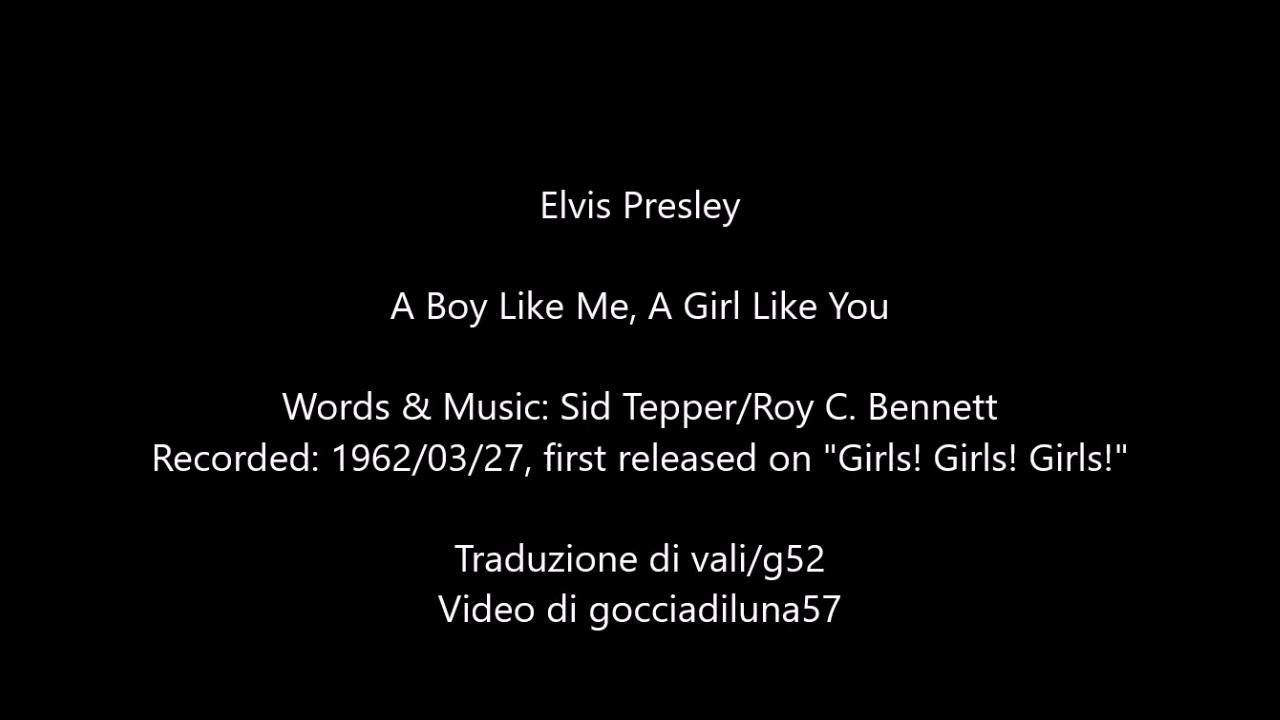 Elvis Presley
A Boy Like Me, A Girl Like You
Words & Music: Sid Tepper/Roy C. Bennett
Recorded: 1962/03/27, first released on "Girls! Girls! Girls!"
Traduzione di vali/g52
Video di gocciadiluna57